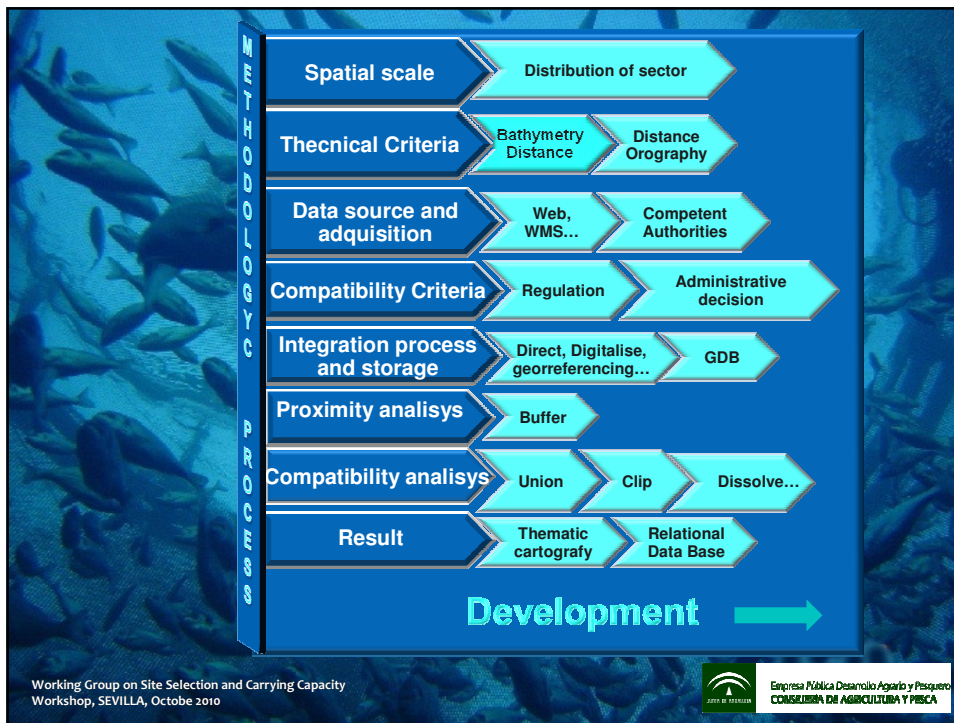 METHODOLOGYC PROCESS
Spatial scale
Distribution of sector
Thecnical Criteria
Bathymetry
Distance
Distance
Orography
Data source and
adquisition
Web,
WMS…
Competent
Authorities
Compatibility Criteria
Regulation
Administrative
decision
Integration process
and storage
Direct, Digitalise,
georreferencing…
GDB
Proximity analisys
Buffer
Compatibility analisys
Union
Clip
Dissolve…
Result
Thematic
cartografy
Relational
Data Base
Development
Working Group on Site Selection and Carrying Capacity
Workshop, SEVILLA, Octobe 2010
JUNTA DE ANDALUCIA
Empresa Pública Desarrollo Agrario y Pesquero
CONSEJERÍA DE AGRICULTURA Y PESCA